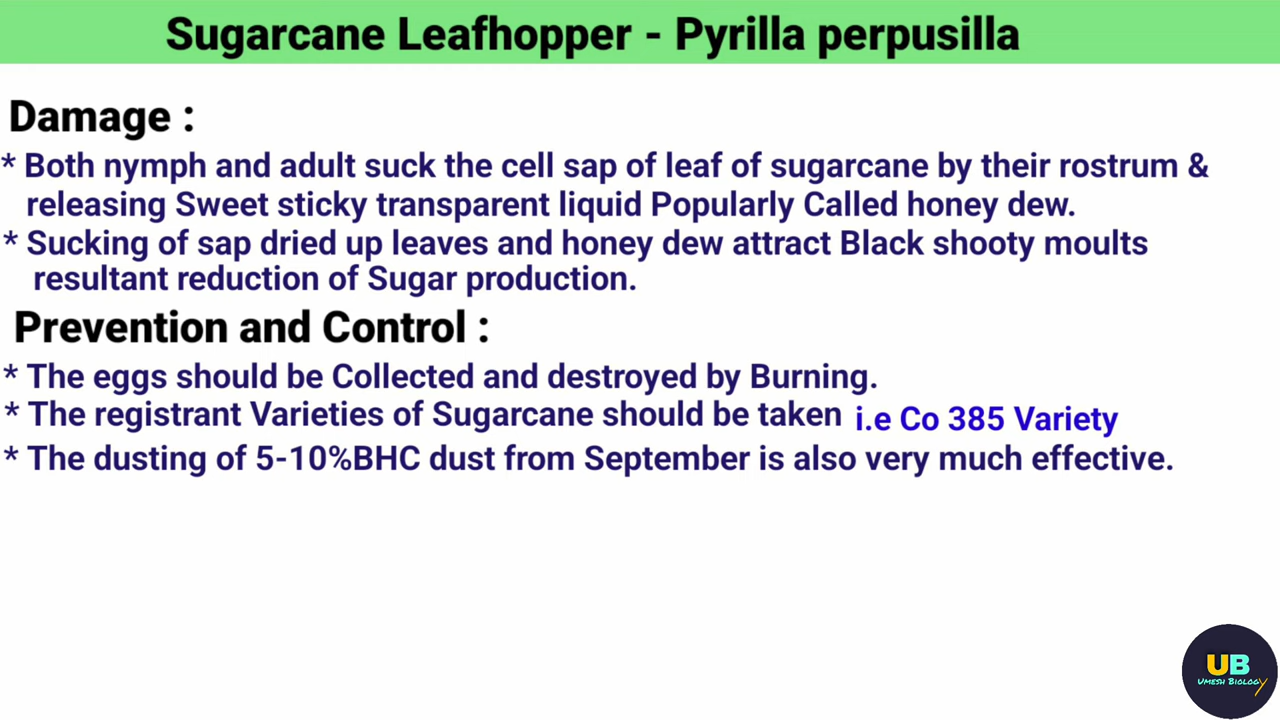 Sugarcane Leafhopper - Pyrilla perpusilla
Damage :
* Both nymph and adult suck the cell sap of leaf of sugarcane by their rostrum &
releasing Sweet sticky transparent liquid Popularly Called honey dew.
* Sucking of sap dried up leaves and honey dew attract Black shooty moults
resultant reduction of Sugar production.
Prevention and Control :
* The eggs should be Collected and destroyed by Burning.
* The registrant Varieties of Sugarcane should be taken i.e Co 385 Variety
* The dusting of 5-10%BHC dust from September is also very much effective.
UB
Umesh Biology